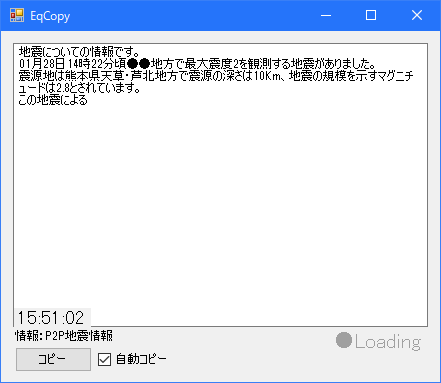 EqCopy
地震についての情報です。
01月28日14時22分頃●●地方で最大震度2を観測する地震がありました。
震源地は熊本県天草・芦北地方で震源の深さは10Km、地震の規模を示すマグニチ
ュードは2.8とされています。
この地震による
15:51:02
情報：P2P地震情報
●Loading
コピー
自動コピー